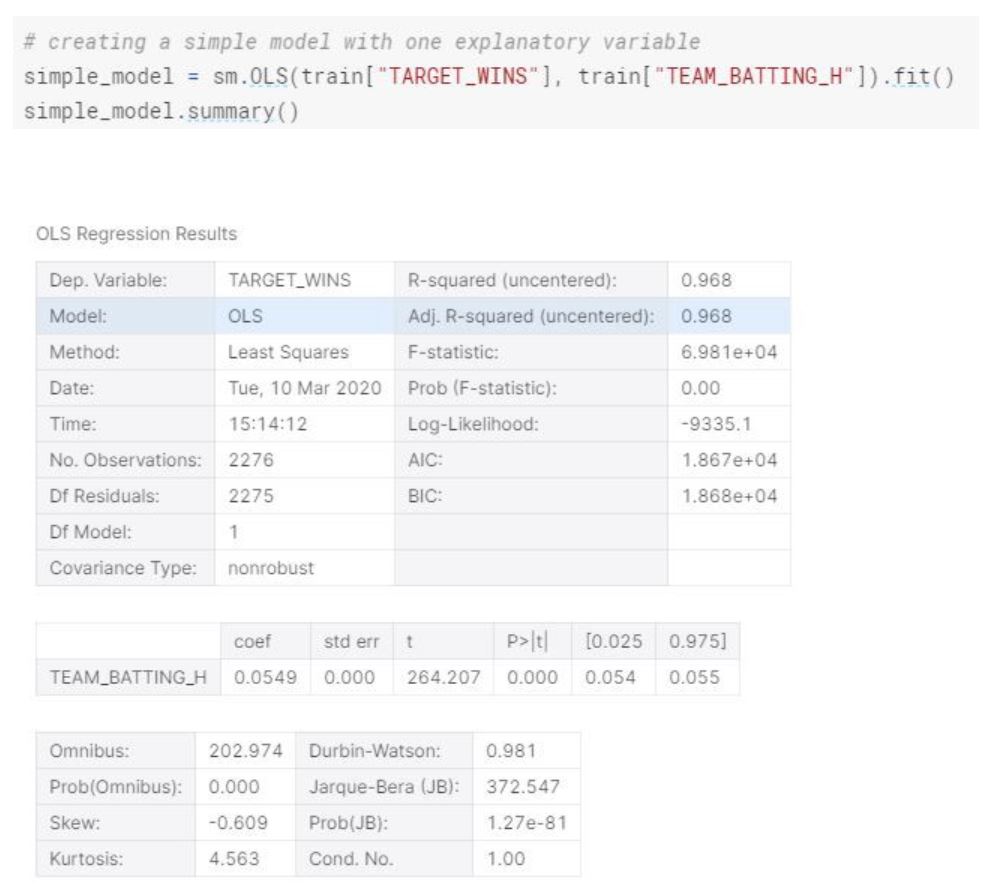 # creating a simple model with one explanatory variable
simple_model = sm.OLS(train["TARGET_WINS"], train["TEAM_BATTING_H"]).fit()
simple_model.summary()
OLS Regression Results
Dep. Variable: TARGET_WINS R-squared (uncentered): 0.968
Model: OLS Adj. R-squared (uncentered): 0.968
Method: Least Squares F-statistic: 6.981e+04
Date: Tue, 10 Mar 2020 Prob (F-statistic): 0.00
Time: 15:14:12 Log-Likelihood: -9335.1
No. Observations: 2276 AIC: 1.867e+04
Df Residuals: 2275 BIC: 1.868e+04
Df Model: 1
Covariance Type: nonrobust
coef std err t P>|t| [0.025 0.975]
TEAM_BATTING_H 0.0549 0.000 264.207 0.000 0.054 0.055
Omnibus: 202.974 Durbin-Watson: 0.981
Prob(Omnibus): 0.000 Jarque-Bera (JB): 372.547
Skew: -0.609 Prob(JB): 1.27e-81
Kurtosis: 4.563 Cond. No. 1.00